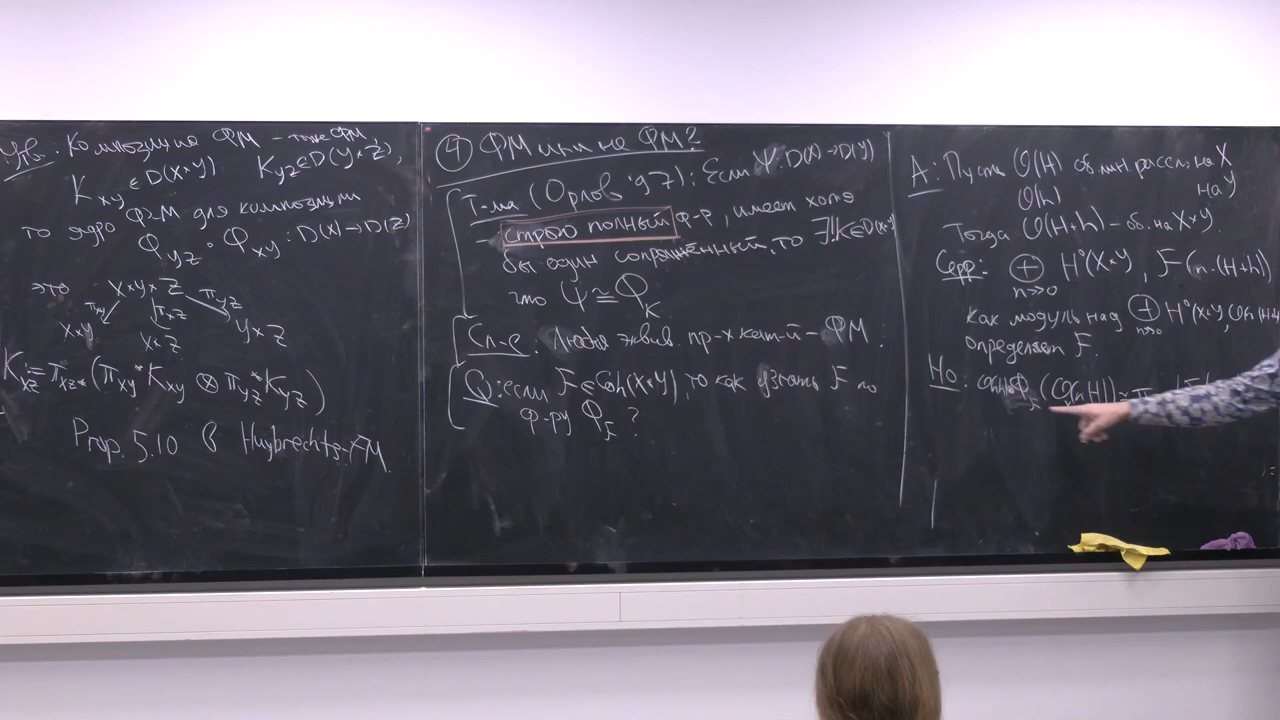 Утв: Композиция ФМ – тоже ФМ
K_{XY} ∈ D(X×Y) K_{YZ} ∈ D(Y×Z),
то ядро ФМ для композиции
Φ_{YZ} ∘ Φ_{XY} : D(X) → D(Z)
это X×Y×Z
π_{XY} π_{XZ} π_{YZ}
X×Y X×Z Y×Z
K_{XZ} := π_{XZ*}(π_{XY}^* K_{XY} ⊗ π_{YZ}^* K_{YZ})
Prop. 5.10 в Huybrechts-FM
④ ФМ или не ФМ?
Т-ма (Орлов '97): Если Ψ: D(X) → D(Y)
– строго полный ф-р, имеет хотя
бы один сопряжённый, то ∃! K ∈ D(X×Y)
что Ψ ≅ Φ_K
Сл-е: Любая эквив. пр-х кат-й – ФМ.
Q: если F ∈ Coh(X×Y), то как узнать F по
ф-ру Φ_F ?
A: Пусть O(H) об. лин. рассл. на X
O(h) на Y
Тогда O(H+h) – об. на X×Y.
Серр: ⊕_{n≫0} H⁰(X×Y, F(n·(H+h)
как модуль над ⊕_{n≥0} H⁰(X×Y, O(n(H+h
определяет F.
Но: Φ_F(O(nH)) ≃ π